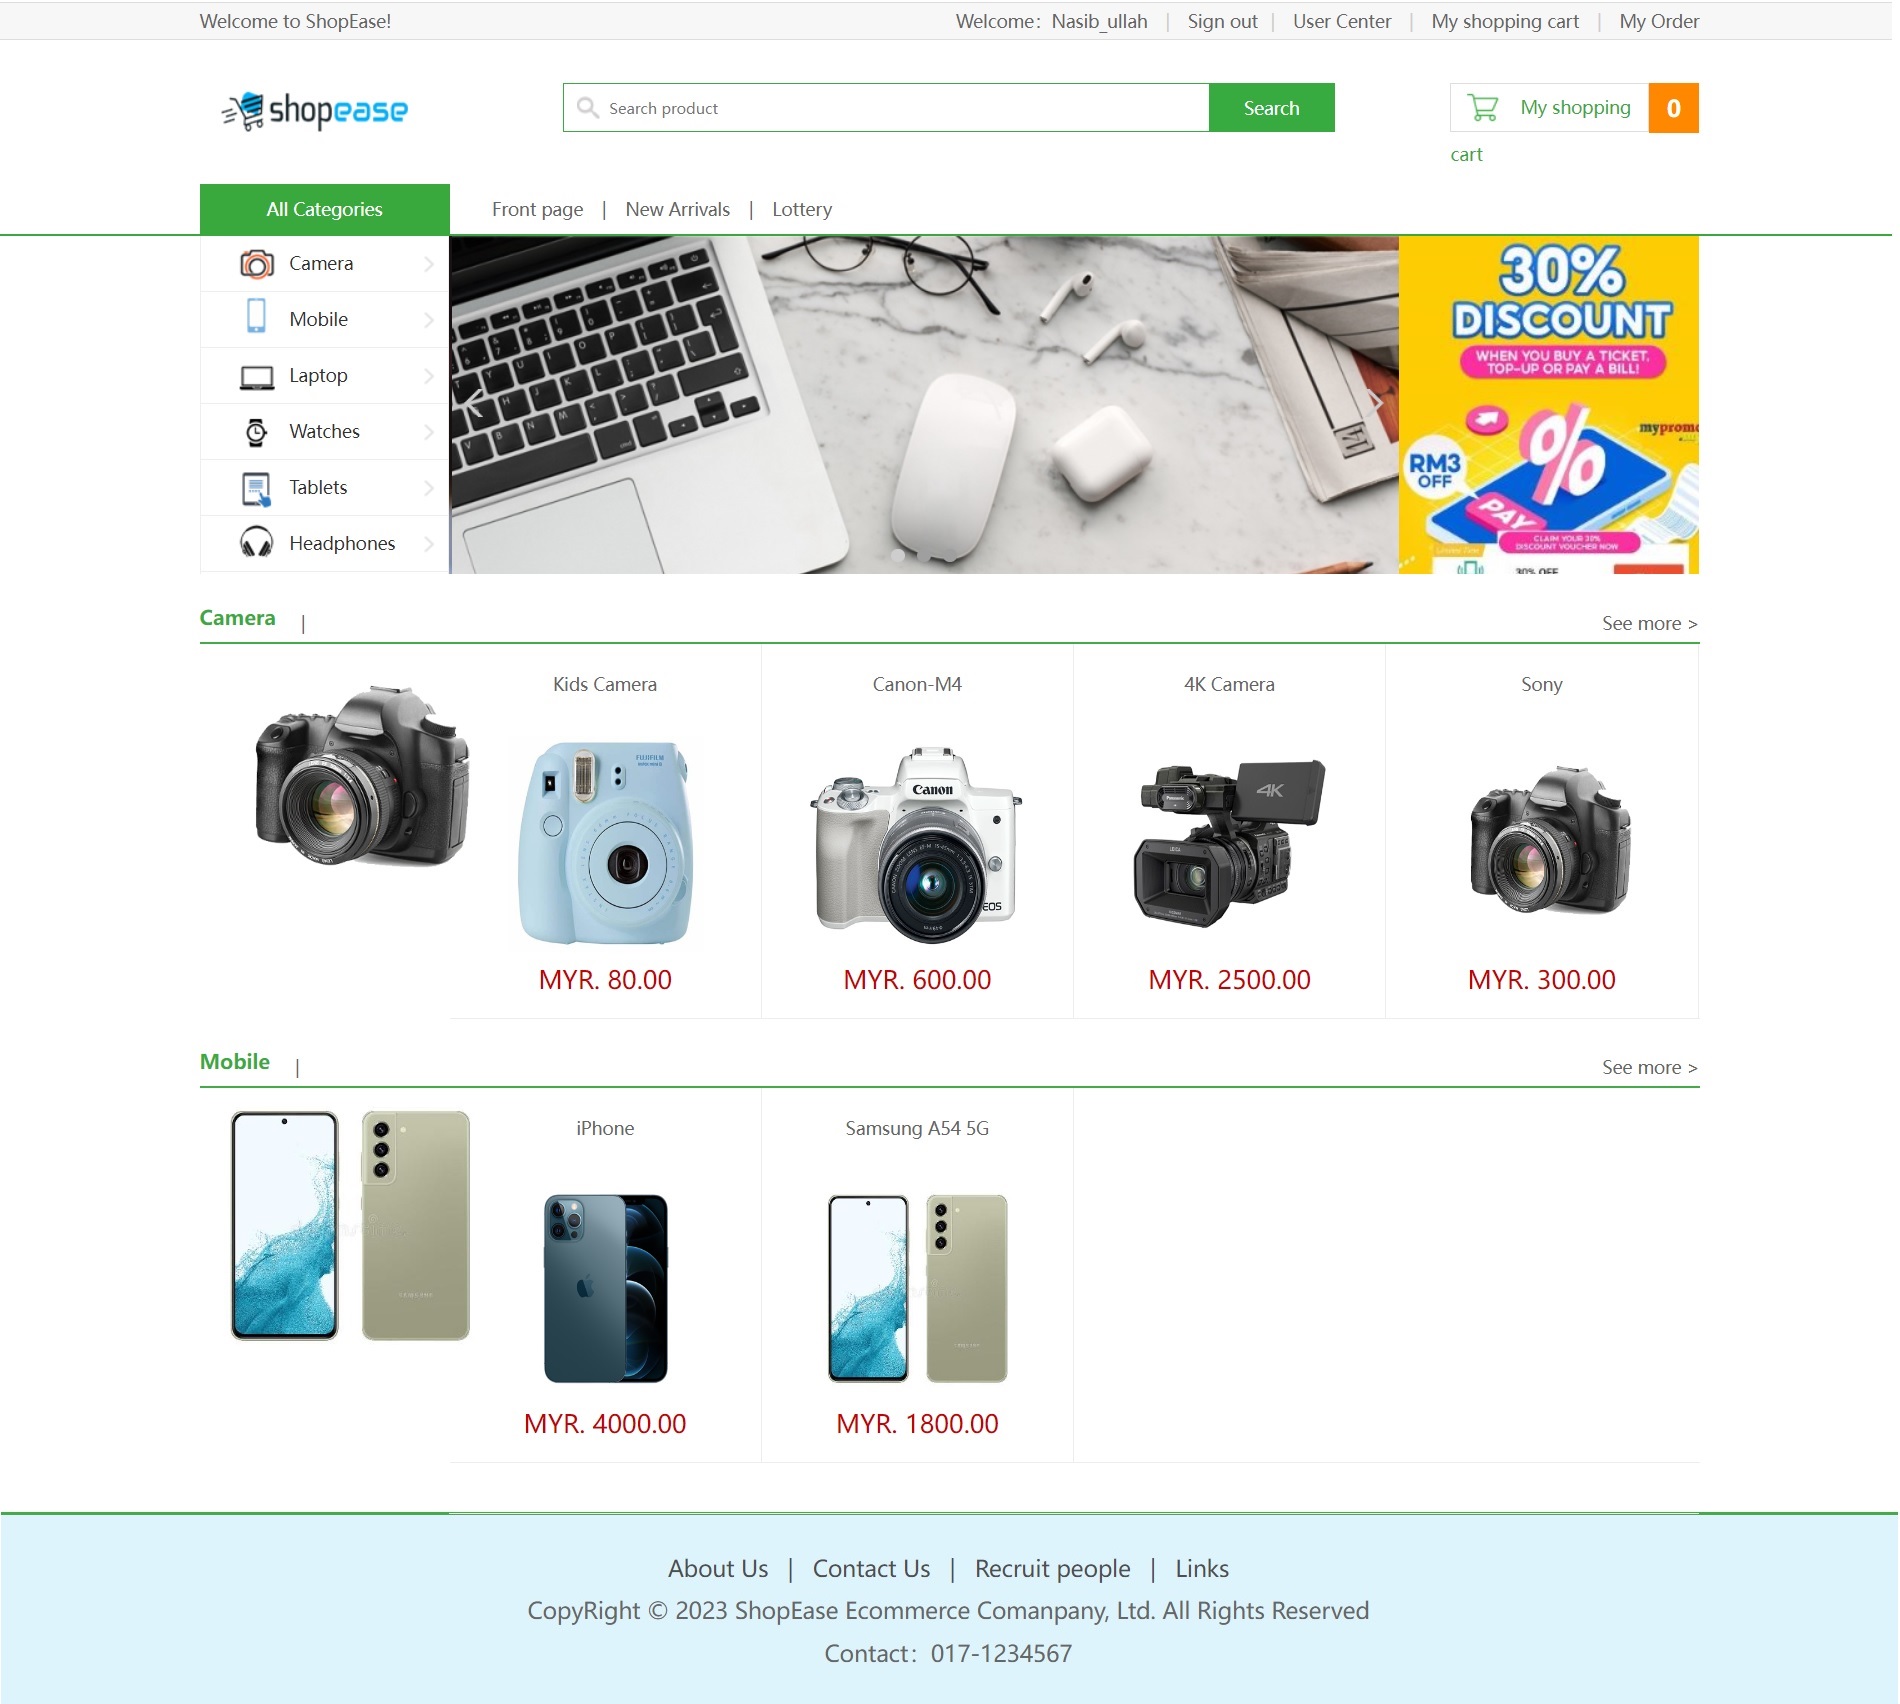 Welcome to ShopEase!
Welcome：Nasib_ullah | Sign out | User Center | My shopping cart | My Order
shopease
Search product
Search
My shopping
cart
0
All Categories
Front page | New Arrivals | Lottery
Camera
Mobile
Laptop
Watches
Tablets
Headphones
30%
DISCOUNT
WHEN YOU BUY A TICKET,
TOP-UP OR PAY A BILL!
mypromo
RM3
OFF
%
PAY
CLAIM YOUR 30%
DISCOUNT VOUCHER NOW
30% OFF
Camera |
See more >
Kids Camera
Canon-M4
4K Camera
Sony
FUJIFILM
Canon
EOS
4K
MYR. 80.00
MYR. 600.00
MYR. 2500.00
MYR. 300.00
Mobile |
See more >
iPhone
Samsung A54 5G
MYR. 4000.00
MYR. 1800.00
About Us | Contact Us | Recruit people | Links
CopyRight © 2023 ShopEase Ecommerce Comanpany, Ltd. All Rights Reserved
Contact：017-1234567